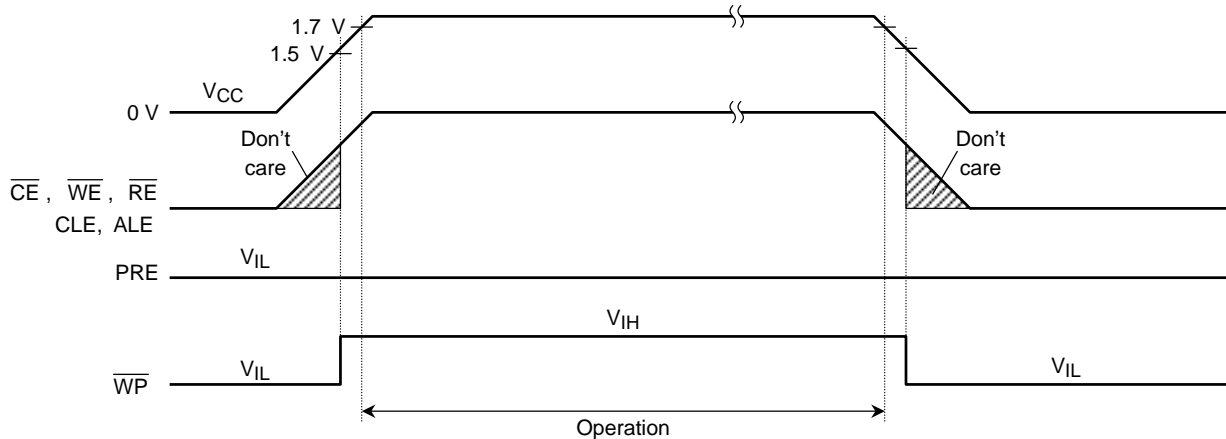 1.7 V
1.5 V
VCC
0 V
Don't
care
Don't
care
CE , WE , RE
CLE, ALE
VIL
PRE
VIH
VIL
VIL
WP
Operation